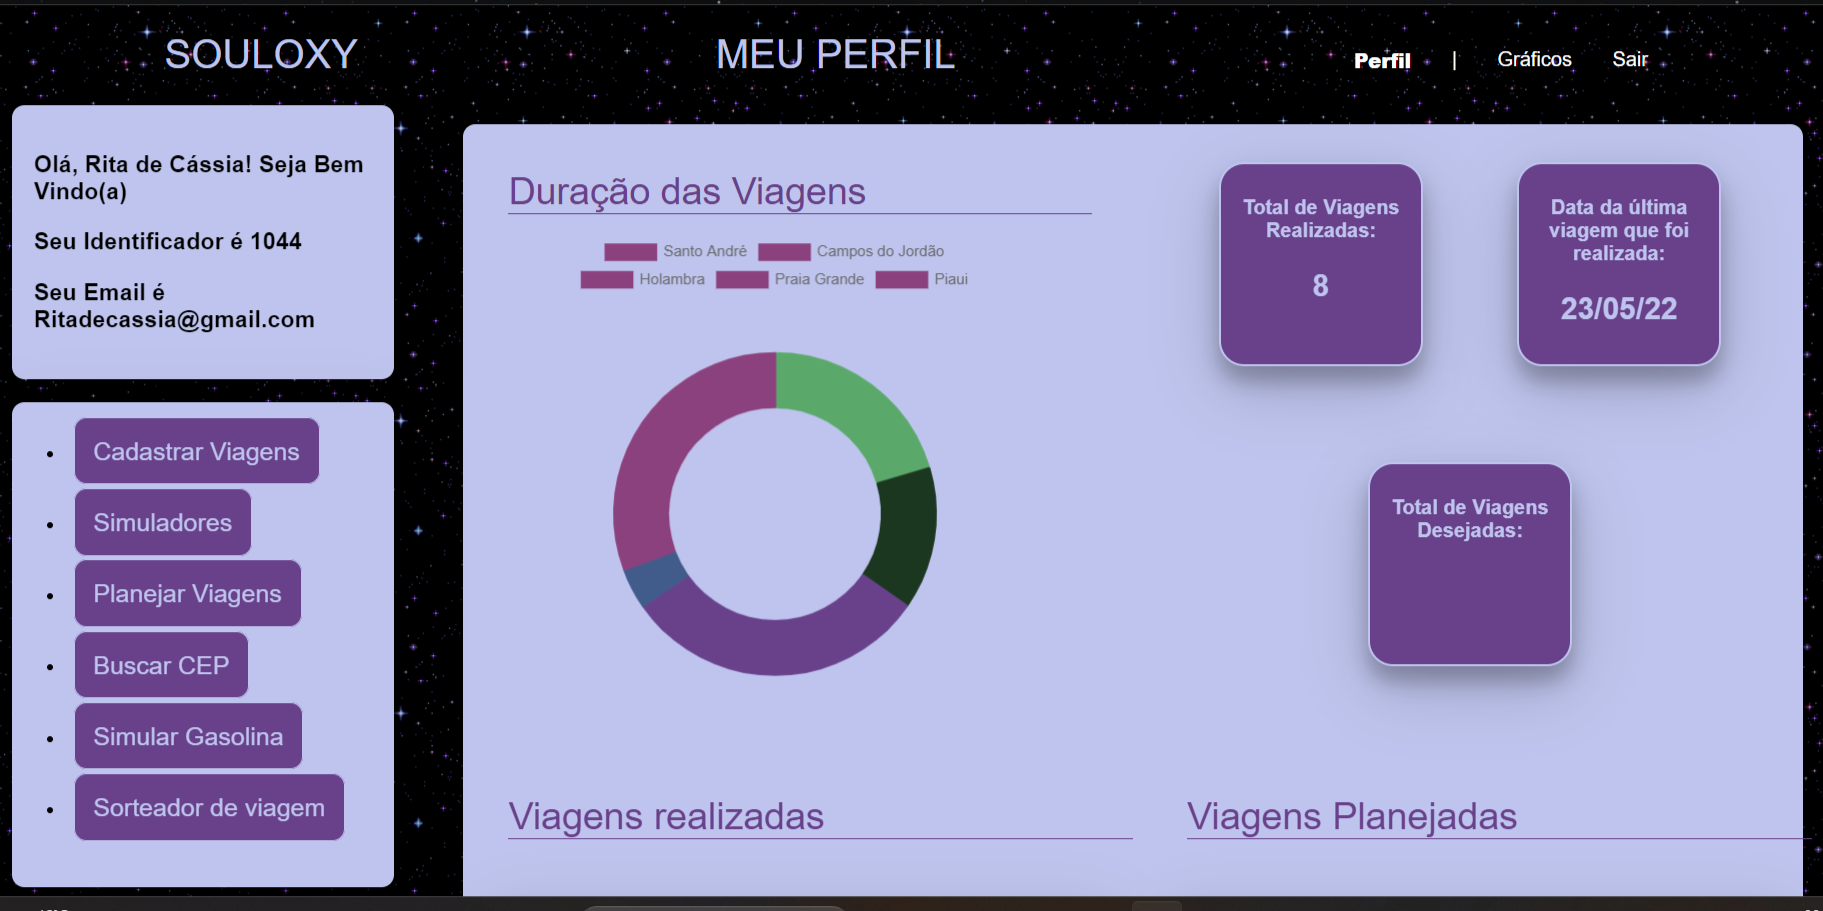 SOULOXY
MEU PERFIL
Perfil | Gráficos Sair
Olá, Rita de Cássia! Seja Bem
Vindo(a)
Seu Identificador é 1044
Seu Email é
Ritadecassia@gmail.com
Cadastrar Viagens
Simuladores
Planejar Viagens
Buscar CEP
Simular Gasolina
Sorteador de viagem
Duração das Viagens
Santo André Campos do Jordão
Holambra Praia Grande Piaui
Total de Viagens
Realizadas:
8
Data da última
viagem que foi
realizada:
23/05/22
Total de Viagens
Desejadas:
Viagens realizadas
Viagens Planejadas